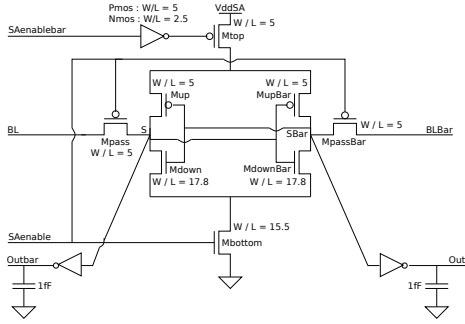 Pmos : W/L = 5
Nmos : W/L = 2.5
VddSA
SAenablebar
W / L = 5
Mtop
W / L = 5
W / L = 5
Mup
MupBar
BL
S
SBar
W / L = 5
BLBar
Mpass
MpassBar
W / L = 5
Mdown
MdownBar
W / L = 17.8
W / L = 17.8
W / L = 15.5
SAenable
Mbottom
Outbar
Out
1fF
1fF